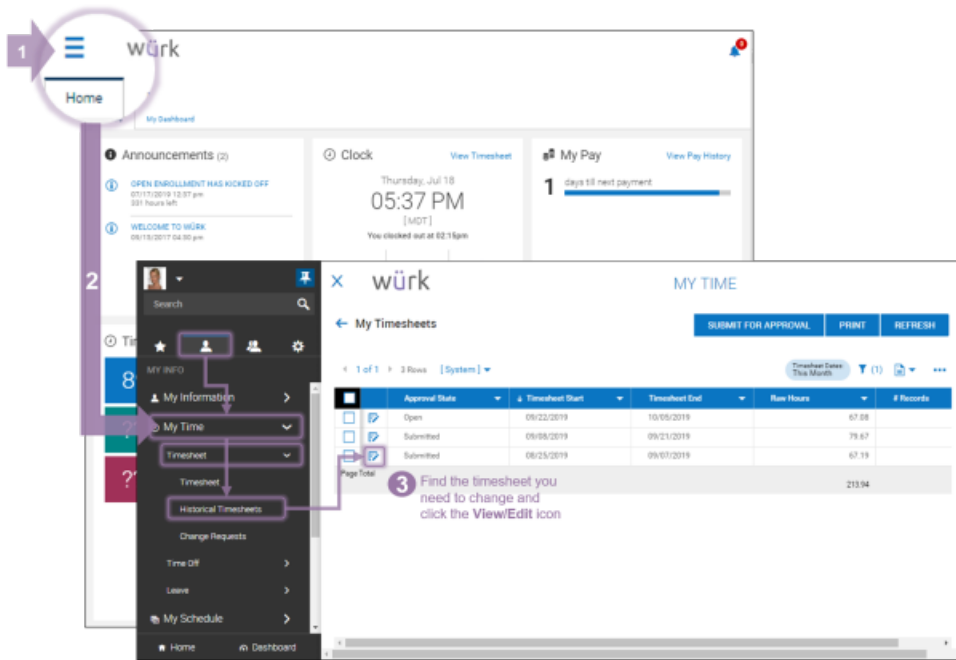 1
würk
8
Home
My Dashboard
Announcements (2)
OPEN ENROLLMENT HAS KICKED OFF
07/17/2019 12:37 pm
331 hours left
WELCOME TO WÜRK
09/15/2017 04:30 pm
Clock
View Timesheet
Thursday, Jul 18
05:37 PM
[ MDT ]
You clocked out at 02:15pm
My Pay
View Pay History
1 days till next payment
2
Search
MY INFO
My Information
My Time
Timesheet
Timesheet
Historical Timesheets
Change Requests
Time Off
Leave
My Schedule
Home
Dashboard
würk
MY TIME
My Timesheets
SUBMIT FOR APPROVAL
PRINT
REFRESH
1 of 1
3 Rows
[ System ]
Timesheet Dates:
This Month
(1)
Approval State
Timesheet Start
Timesheet End
Raw Hours
# Records
Open 09/22/2019 10/05/2019 67.08
Submitted 09/08/2019 09/21/2019 79.67
Submitted 08/25/2019 09/07/2019 67.19
Page Total
213.94
3 Find the timesheet you
need to change and
click the View/Edit icon